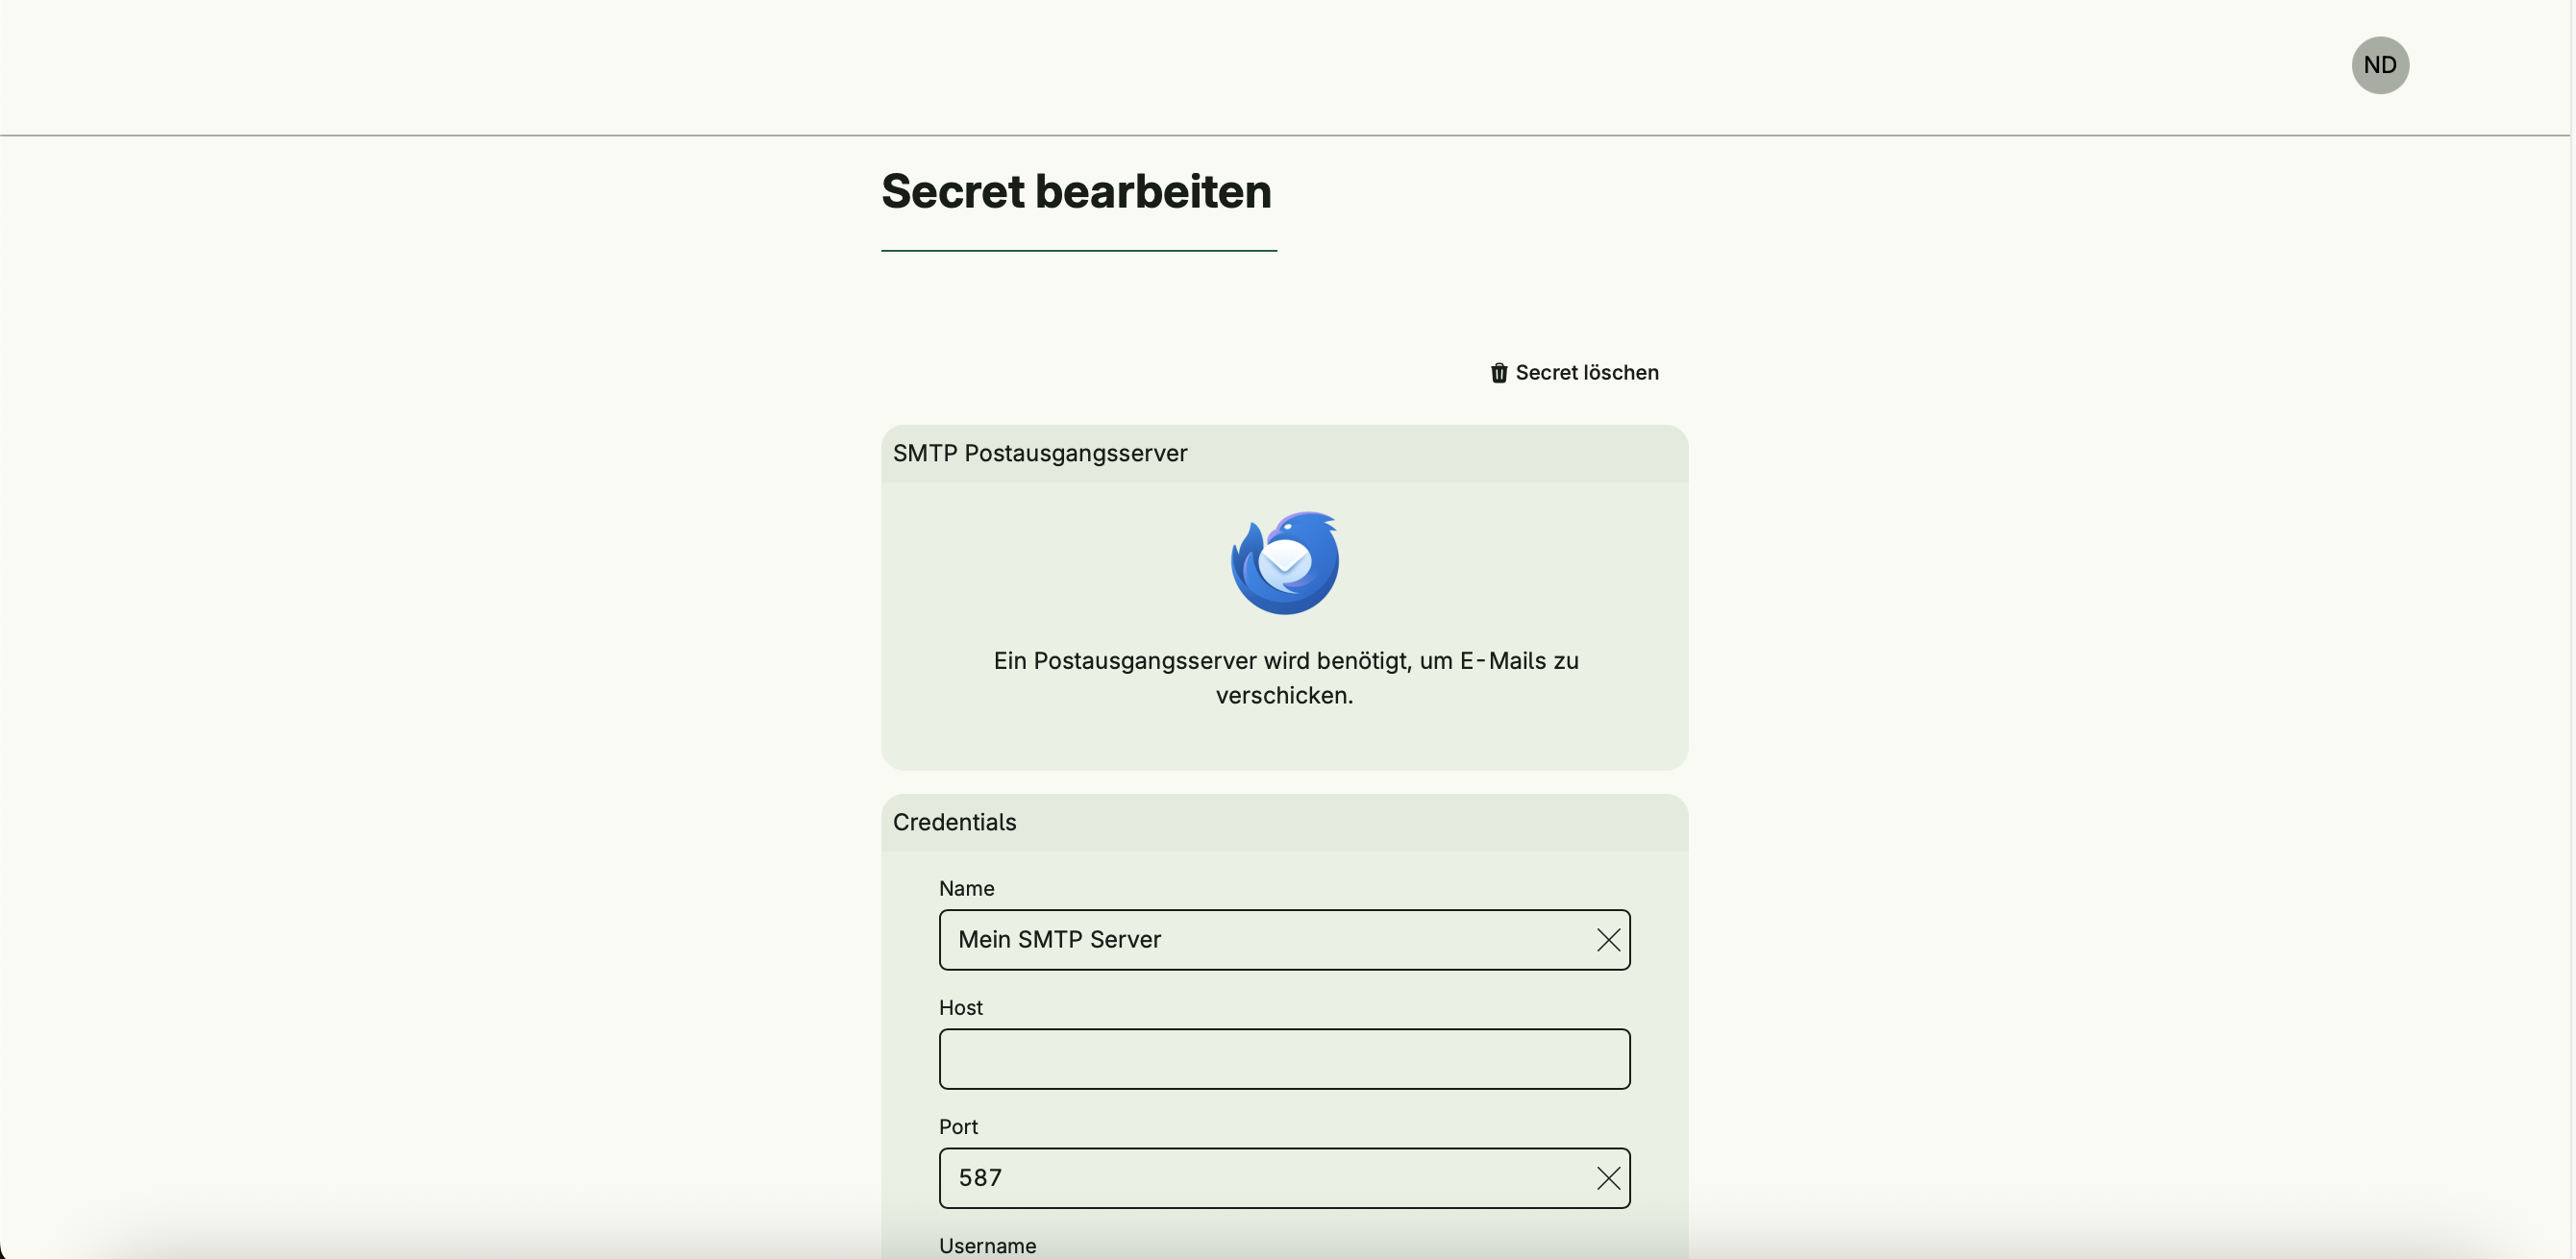 ND
Secret bearbeiten
Secret löschen
SMTP Postausgangsserver
Ein Postausgangsserver wird benötigt, um E-Mails zu
verschicken.
Credentials
Name
Mein SMTP Server
Host
Port
587
Username